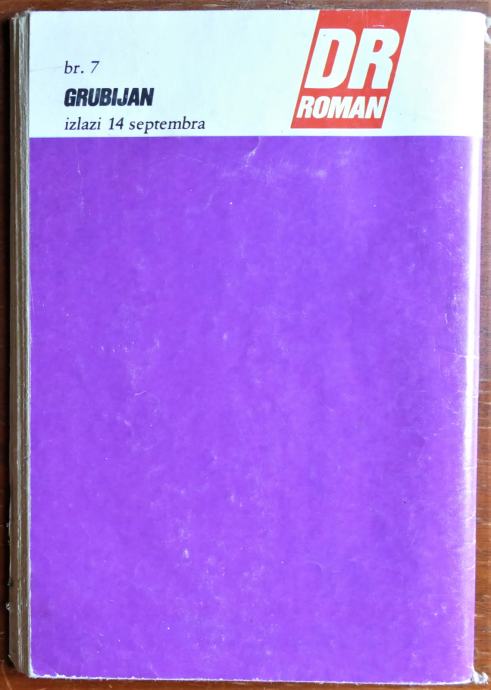 br. 7
GRUBIJAN
izlazi 14 septembra
DR
ROMAN